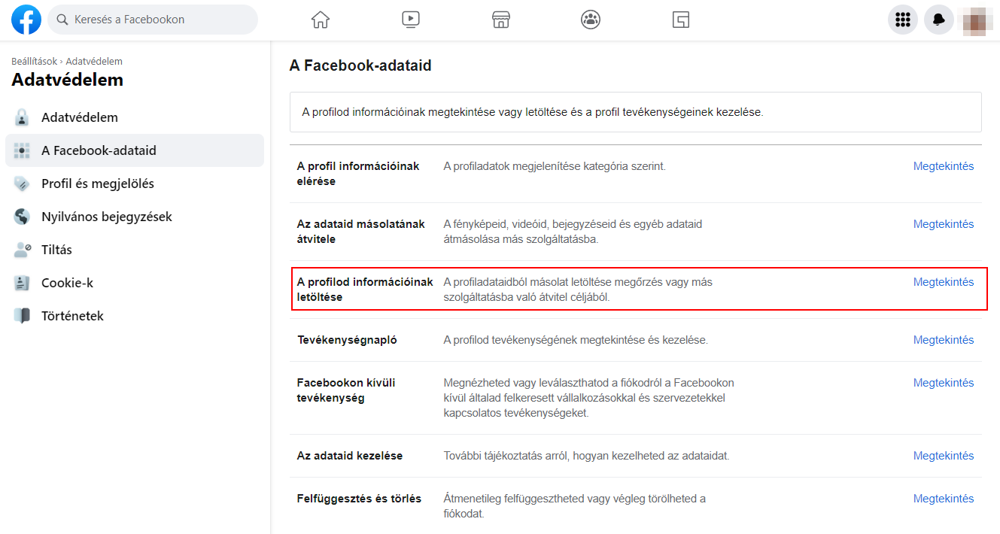 Keresés a Facebookon
Beállítások › Adatvédelem
Adatvédelem
Adatvédelem
A Facebook-adataid
Profil és megjelölés
Nyilvános bejegyzések
Tiltás
Cookie-k
Történetek
A Facebook-adataid
A profilod információinak megtekintése vagy letöltése és a profil tevékenységeinek kezelése.
A profil információinak
elérése
A profiladatok megjelenítése kategória szerint.
Megtekintés
Az adataid másolatának
átvitele
A fényképeid, videóid, bejegyzéseid és egyéb adataid
átmásolása más szolgáltatásba.
Megtekintés
A profilod információinak
letöltése
A profiladataidból másolat letöltése megőrzés vagy más
szolgáltatásba való átvitel céljából.
Megtekintés
Tevékenységnapló
A profilod tevékenységének megtekintése és kezelése.
Megtekintés
Facebookon kívüli
tevékenység
Megnézheted vagy leválaszthatod a fiókodról a Facebookon
kívül általad felkeresett vállalkozásokkal és szervezetekkel
kapcsolatos tevékenységeket.
Megtekintés
Az adataid kezelése
További tájékoztatás arról, hogyan kezelheted az adataidat.
Megtekintés
Felfüggesztés és törlés
Átmenetileg felfüggesztheted vagy végleg törölheted a
fiókodat.
Megtekintés